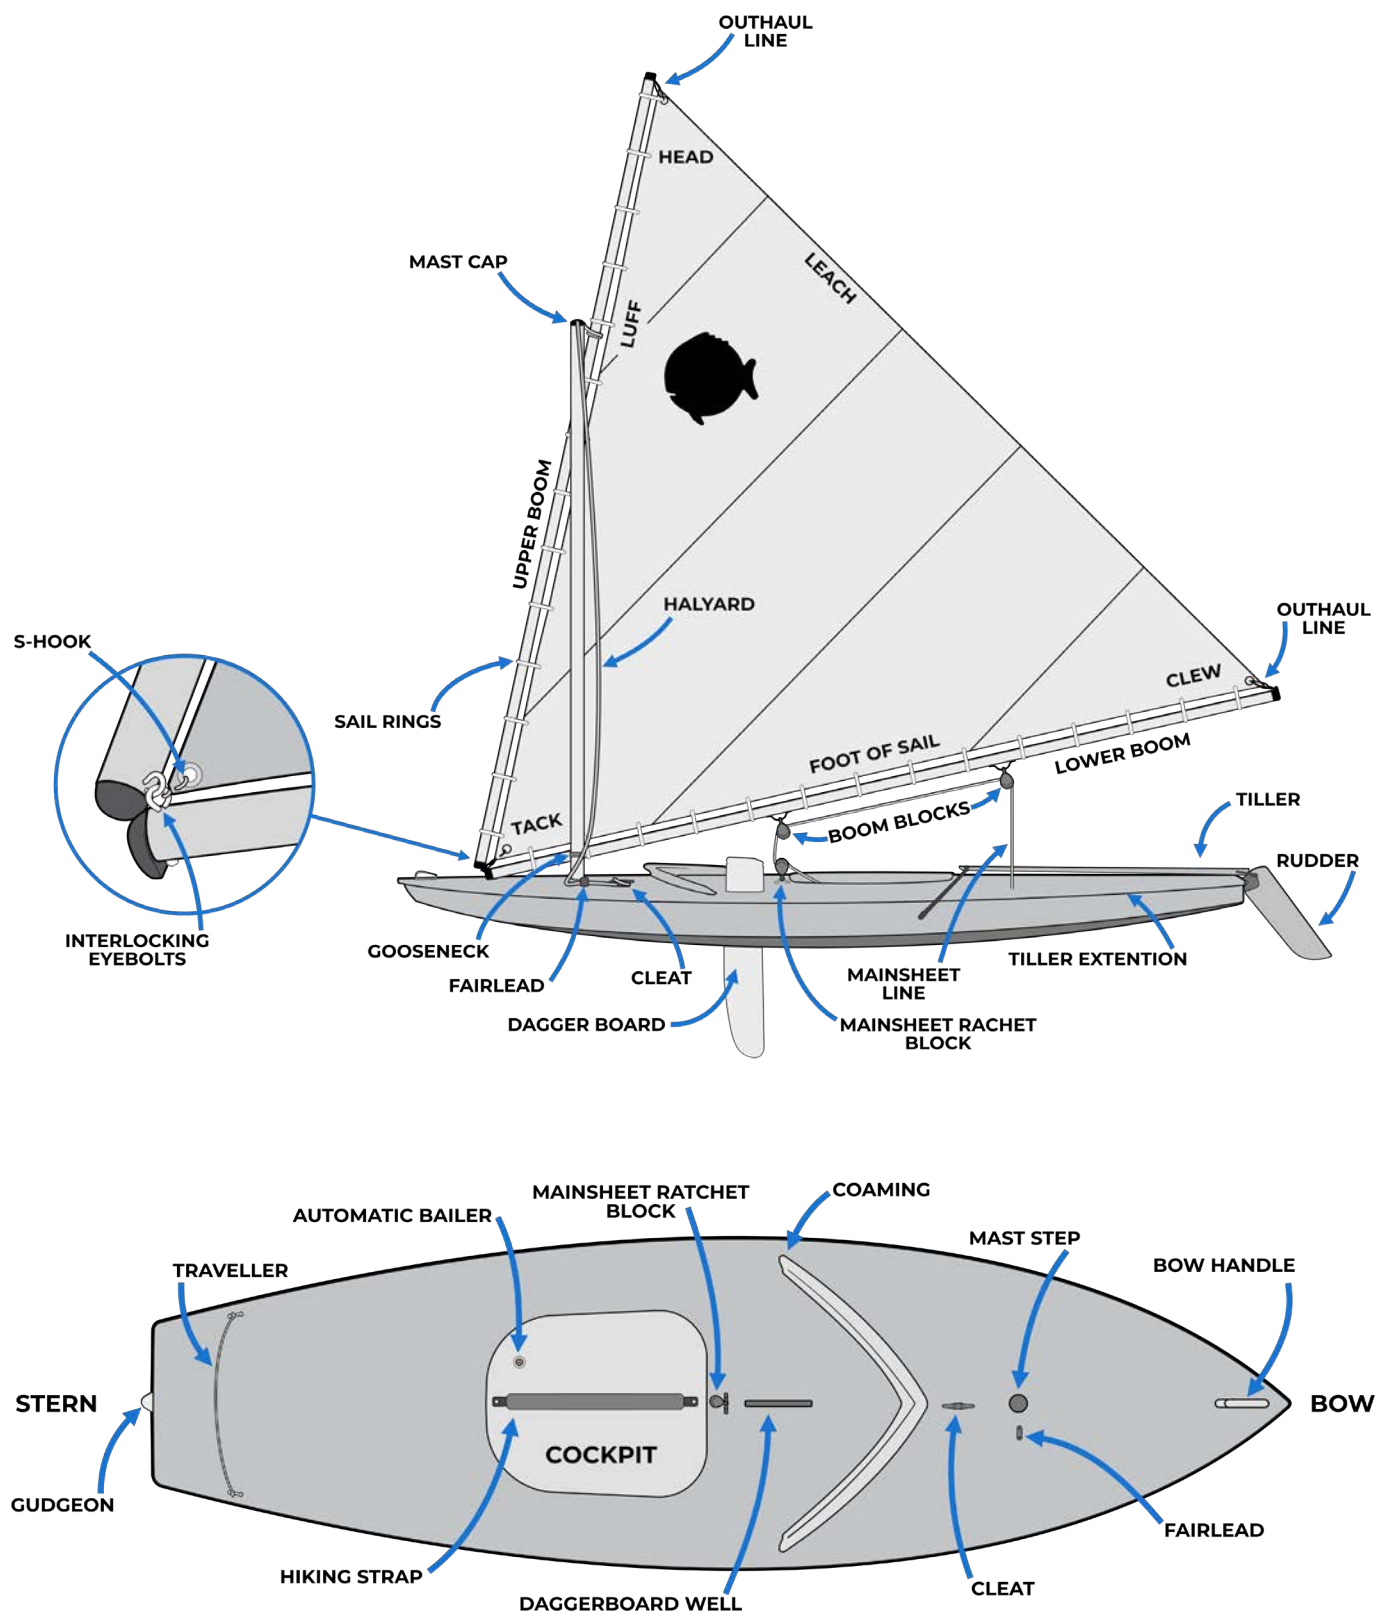 OUTHAUL
LINE
HEAD
MAST CAP
LEACH
LUFF
UPPER BOOM
HALYARD
OUTHAUL
LINE
S-HOOK
CLEW
SAIL RINGS
FOOT OF SAIL
LOWER BOOM
TILLER
TACK
BOOM BLOCKS
RUDDER
INTERLOCKING
EYEBOLTS
GOOSENECK
FAIRLEAD
CLEAT
MAINSHEET
LINE
TILLER EXTENTION
DAGGER BOARD
MAINSHEET RACHET
BLOCK
MAINSHEET RATCHET
BLOCK
COAMING
AUTOMATIC BAILER
MAST STEP
TRAVELLER
BOW HANDLE
STERN
BOW
COCKPIT
GUDGEON
FAIRLEAD
HIKING STRAP
CLEAT
DAGGERBOARD WELL